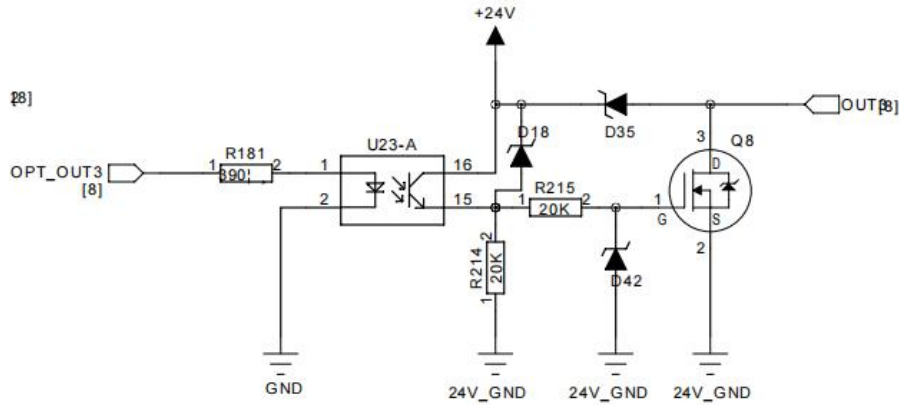 +24V
[8]
OUT3
[8]
D18
D35
3
Q8
U23-A
R181
1
2
1
16
D
OPT_OUT3
390
[8]
2
15
1
R215
2
1
20K
G
S
2
2
R214
20K
1
D42
GND
24V_GND
24V_GND
24V_GND